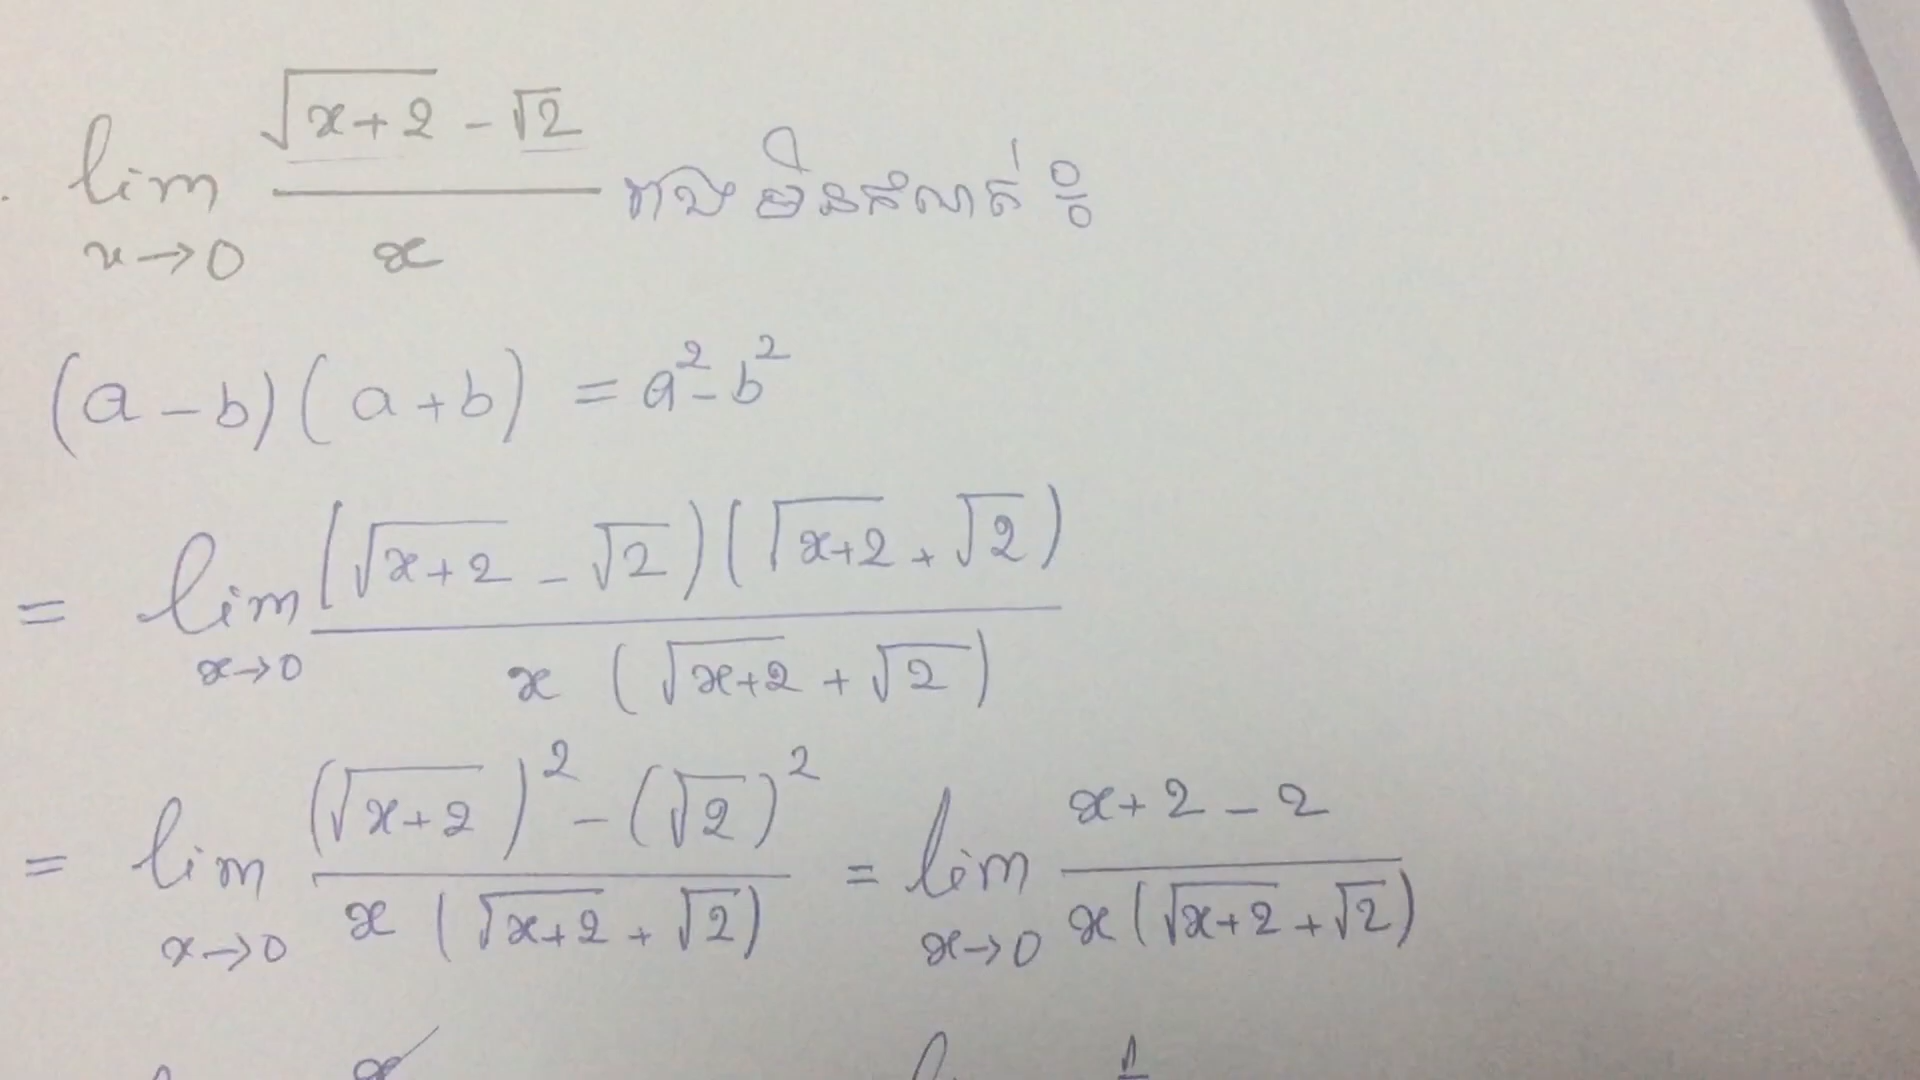 lim x→0 (√(x+2) - √2)/x រាងមិនកំណត់ 0/0
(a-b)(a+b) = a²-b²
= lim x→0 ((√(x+2) - √2)(√(x+2) + √2))/(x(√(x+2) + √2))
= lim x→0 ((√(x+2))² - (√2)²)/(x(√(x+2) + √2)) = lim x→0 (x+2-2)/(x(√(x+2) + √2))